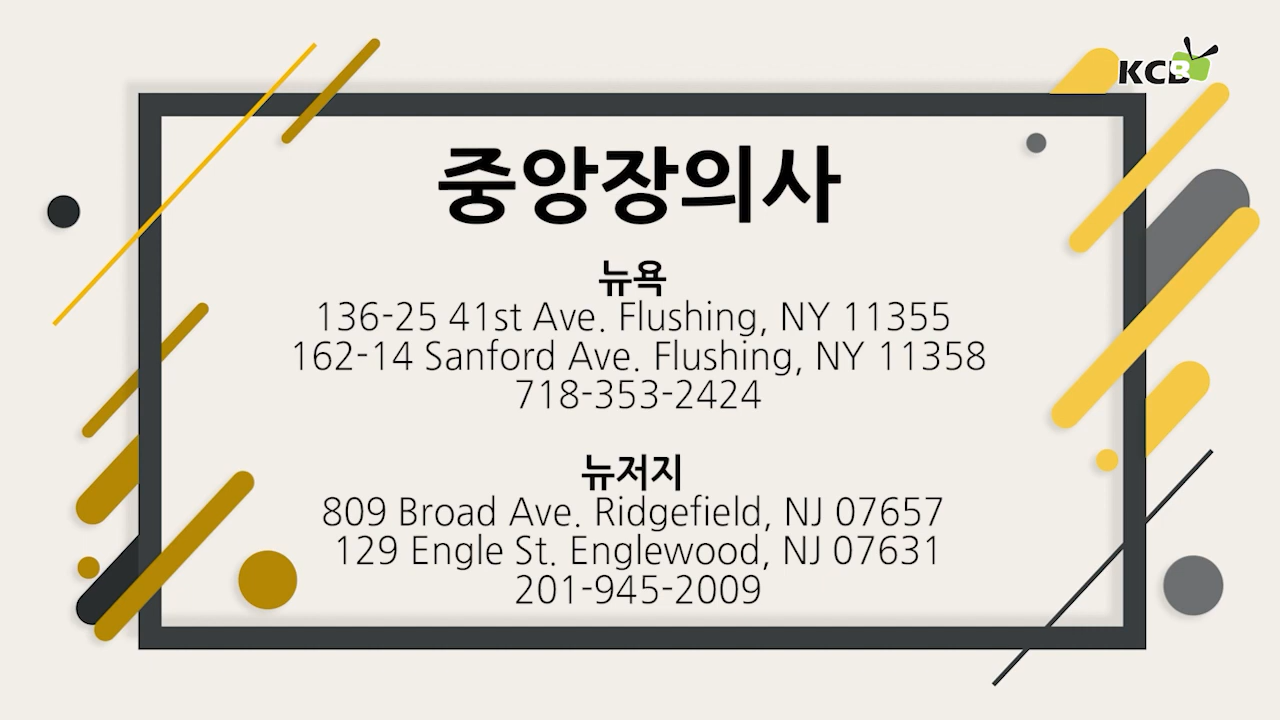 KCB
중앙장의사
뉴욕
136-25 41st Ave. Flushing, NY 11355
162-14 Sanford Ave. Flushing, NY 11358
718-353-2424
뉴저지
809 Broad Ave. Ridgefield, NJ 07657
129 Engle St. Englewood, NJ 07631
201-945-2009